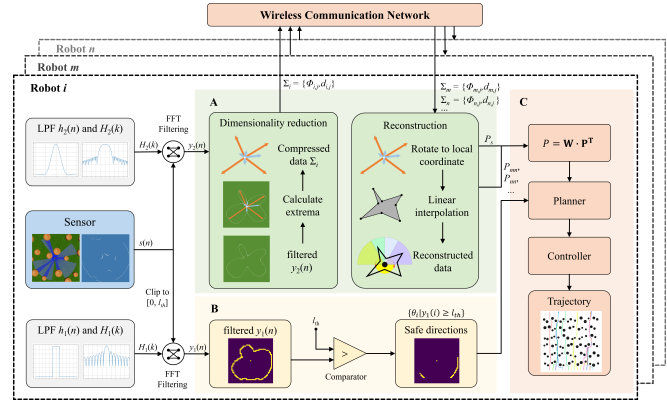 Wireless Communication Network
Robot n
Robot m
Robot i
Σᵢ = {Φᵢ,ⱼ, dᵢ,ⱼ}
Σₘ = {Φₘ,ⱼ, dₘ,ⱼ}
Σₙ = {Φₙ,ⱼ, dₙ,ⱼ}
...
LPF h₂(n) and H₂(k)
H₂(k)
FFT
Filtering
y₂(n)
A
Dimensionality reduction
Compressed
data Σᵢ
Calculate
extrema
filtered
y₂(n)
Reconstruction
Rotate to local
coordinate
Linear
interpolation
Reconstructed
data
Pₛ
C
P = W · Pᵀ
Planner
Controller
Trajectory
Sensor
s(n)
Clip to
[0, lₜₕ]
LPF h₁(n) and H₁(k)
H₁(k)
FFT
Filtering
y₁(n)
B
filtered y₁(n)
lₜₕ
>
Comparator
{θᵢ|y₁(i) ≥ lₜₕ}
Safe directions